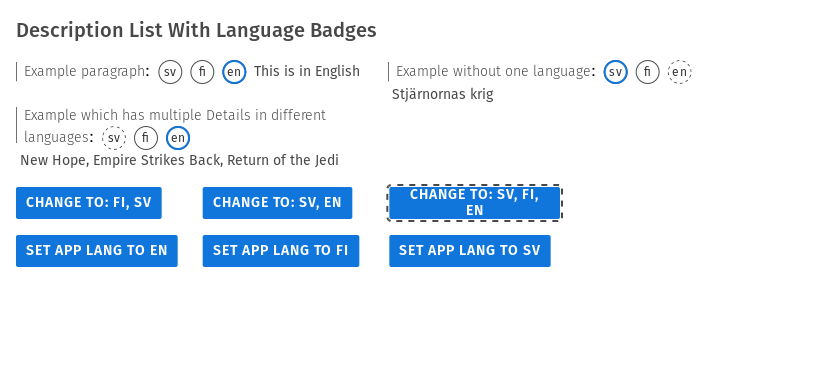 Description List With Language Badges
Example paragraph: sv fi en This is in English
Example without one language: sv fi en
Stjärnornas krig
Example which has multiple Details in different
languages: sv fi en
New Hope, Empire Strikes Back, Return of the Jedi
CHANGE TO: FI, SV
CHANGE TO: SV, EN
CHANGE TO: SV, FI,
EN
SET APP LANG TO EN
SET APP LANG TO FI
SET APP LANG TO SV